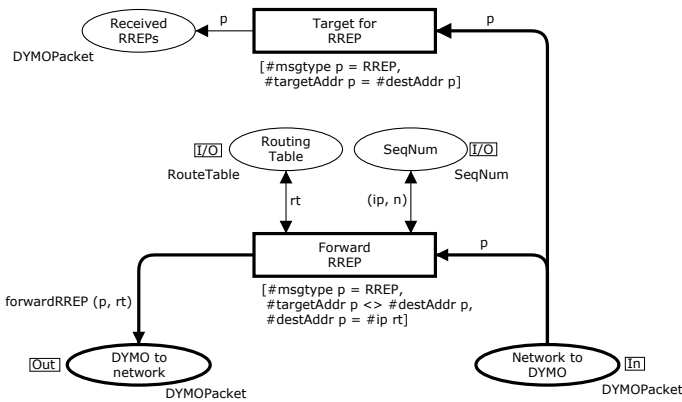 Received
RREPs
p
Target for
RREP
p
DYMOPacket
[#msgtype p = RREP,
#targetAddr p = #destAddr p]
I/O
Routing
Table
SeqNum
I/O
RouteTable
SeqNum
rt
(ip, n)
Forward
RREP
p
forwardRREP (p, rt)
[#msgtype p = RREP,
#targetAddr p <> #destAddr p,
#destAddr p = #ip rt]
Out
DYMO to
network
Network to
DYMO
In
DYMOPacket
DYMOPacket